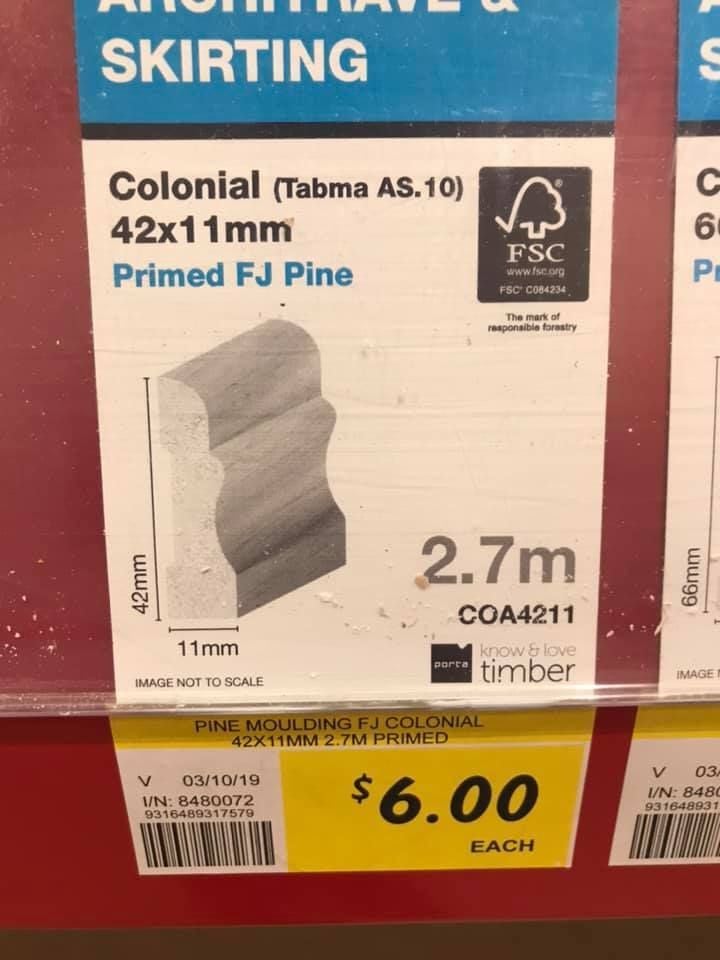 SKIRTING
Colonial (Tabma AS.10)
42x11mm
Primed FJ Pine
FSC
www.fsc.org
FSC® C084234
The mark of
responsible forestry
42mm
11mm
2.7m
COA4211
porta
know & love
timber
IMAGE NOT TO SCALE
66mm
PINE MOULDING FJ COLONIAL
42X11MM 2.7M PRIMED
V 03/10/19
I/N: 8480072
9316489317579
$6.00
EACH
V